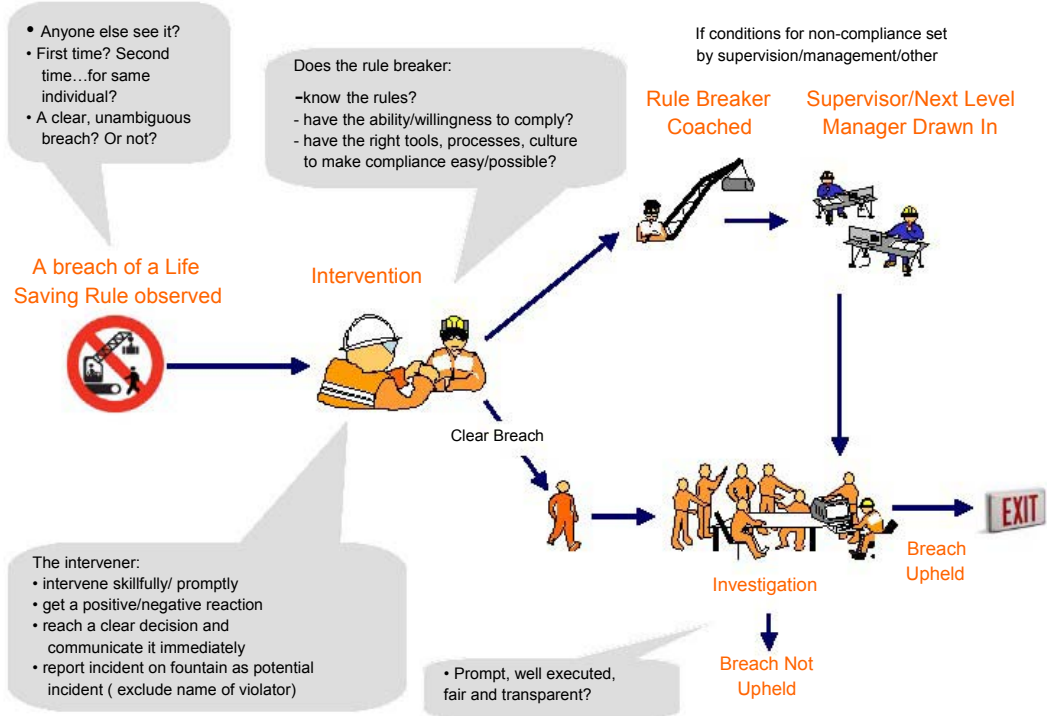 • Anyone else see it?
• First time? Second
time…for same
individual?
• A clear, unambiguous
breach? Or not?
Does the rule breaker:
-know the rules?
- have the ability/willingness to comply?
- have the right tools, processes, culture
to make compliance easy/possible?
If conditions for non-compliance set
by supervision/management/other
Rule Breaker
Coached
Supervisor/Next Level
Manager Drawn In
A breach of a Life
Saving Rule observed
Intervention
Clear Breach
The intervener:
• intervene skillfully/ promptly
• get a positive/negative reaction
• reach a clear decision and
communicate it immediately
• report incident on fountain as potential
incident ( exclude name of violator)
Investigation
Breach
Upheld
EXIT
• Prompt, well executed,
fair and transparent?
Breach Not
Upheld